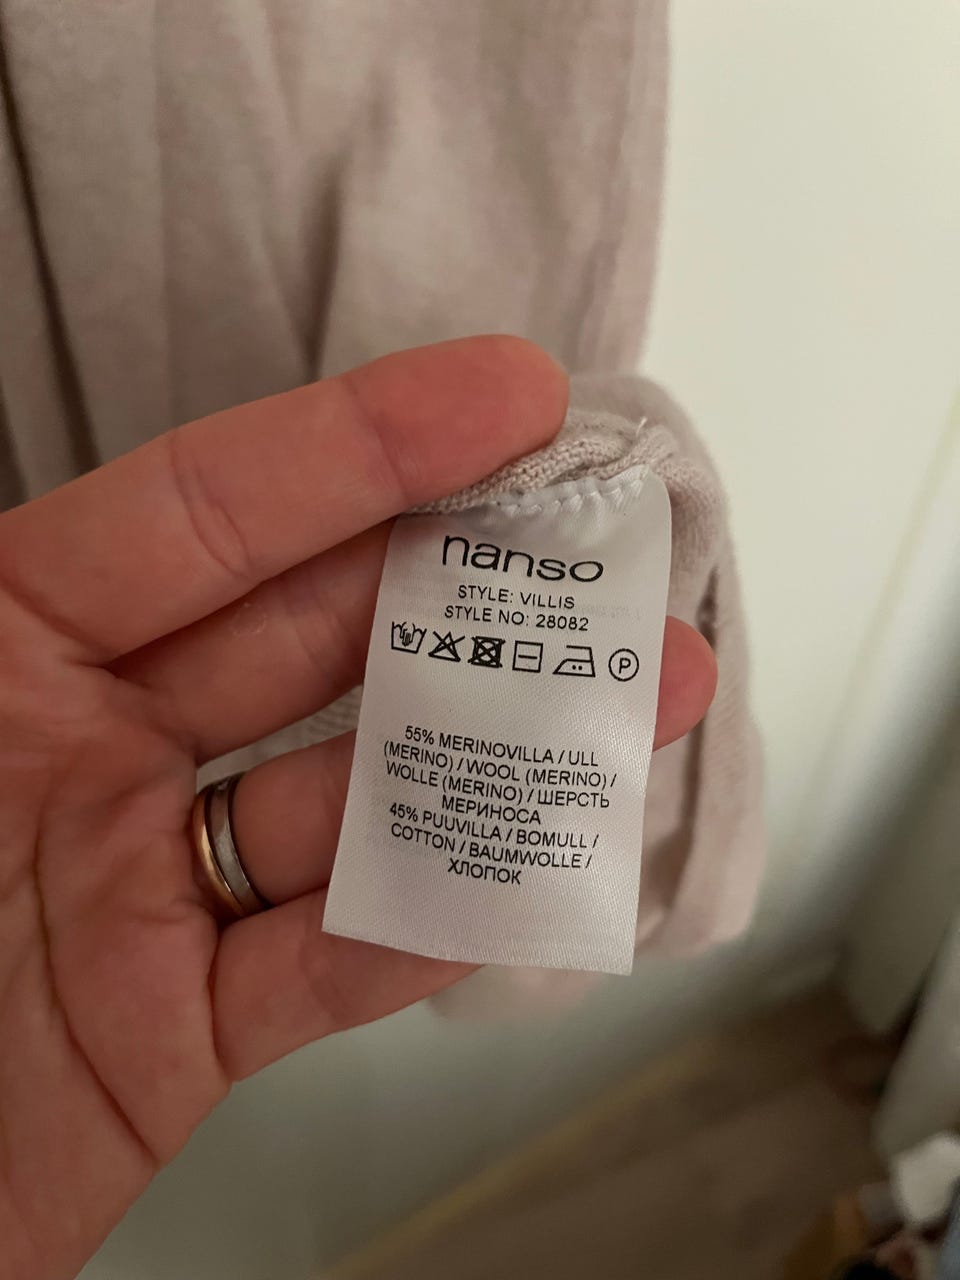 nanso
STYLE: VILLIS
STYLE NO: 28082
P
55% MERINOVILLA / ULL
(MERINO) / WOOL (MERINO) /
WOLLE (MERINO) / ШЕРСТЬ
МЕРИНОСА
45% PUUVILLA / BOMULL /
COTTON / BAUMWOLLE /
ХЛОПОК